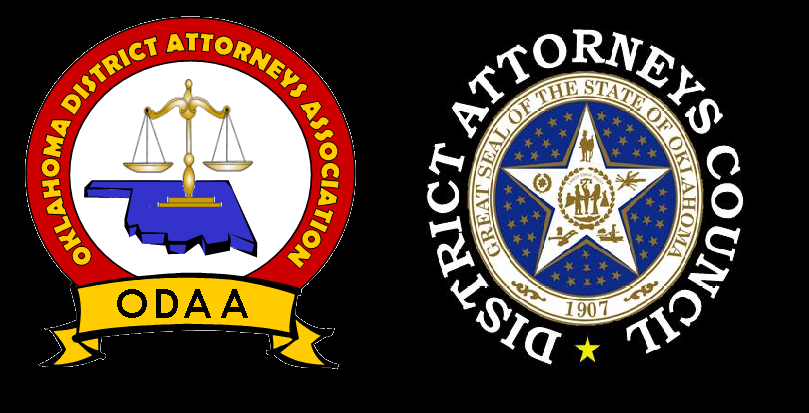 OKLAHOMA DISTRICT ATTORNEYS ASSOCIATION
ODAA
DISTRICT ATTORNEYS COUNCIL
GREAT SEAL OF THE STATE OF OKLAHOMA
1907